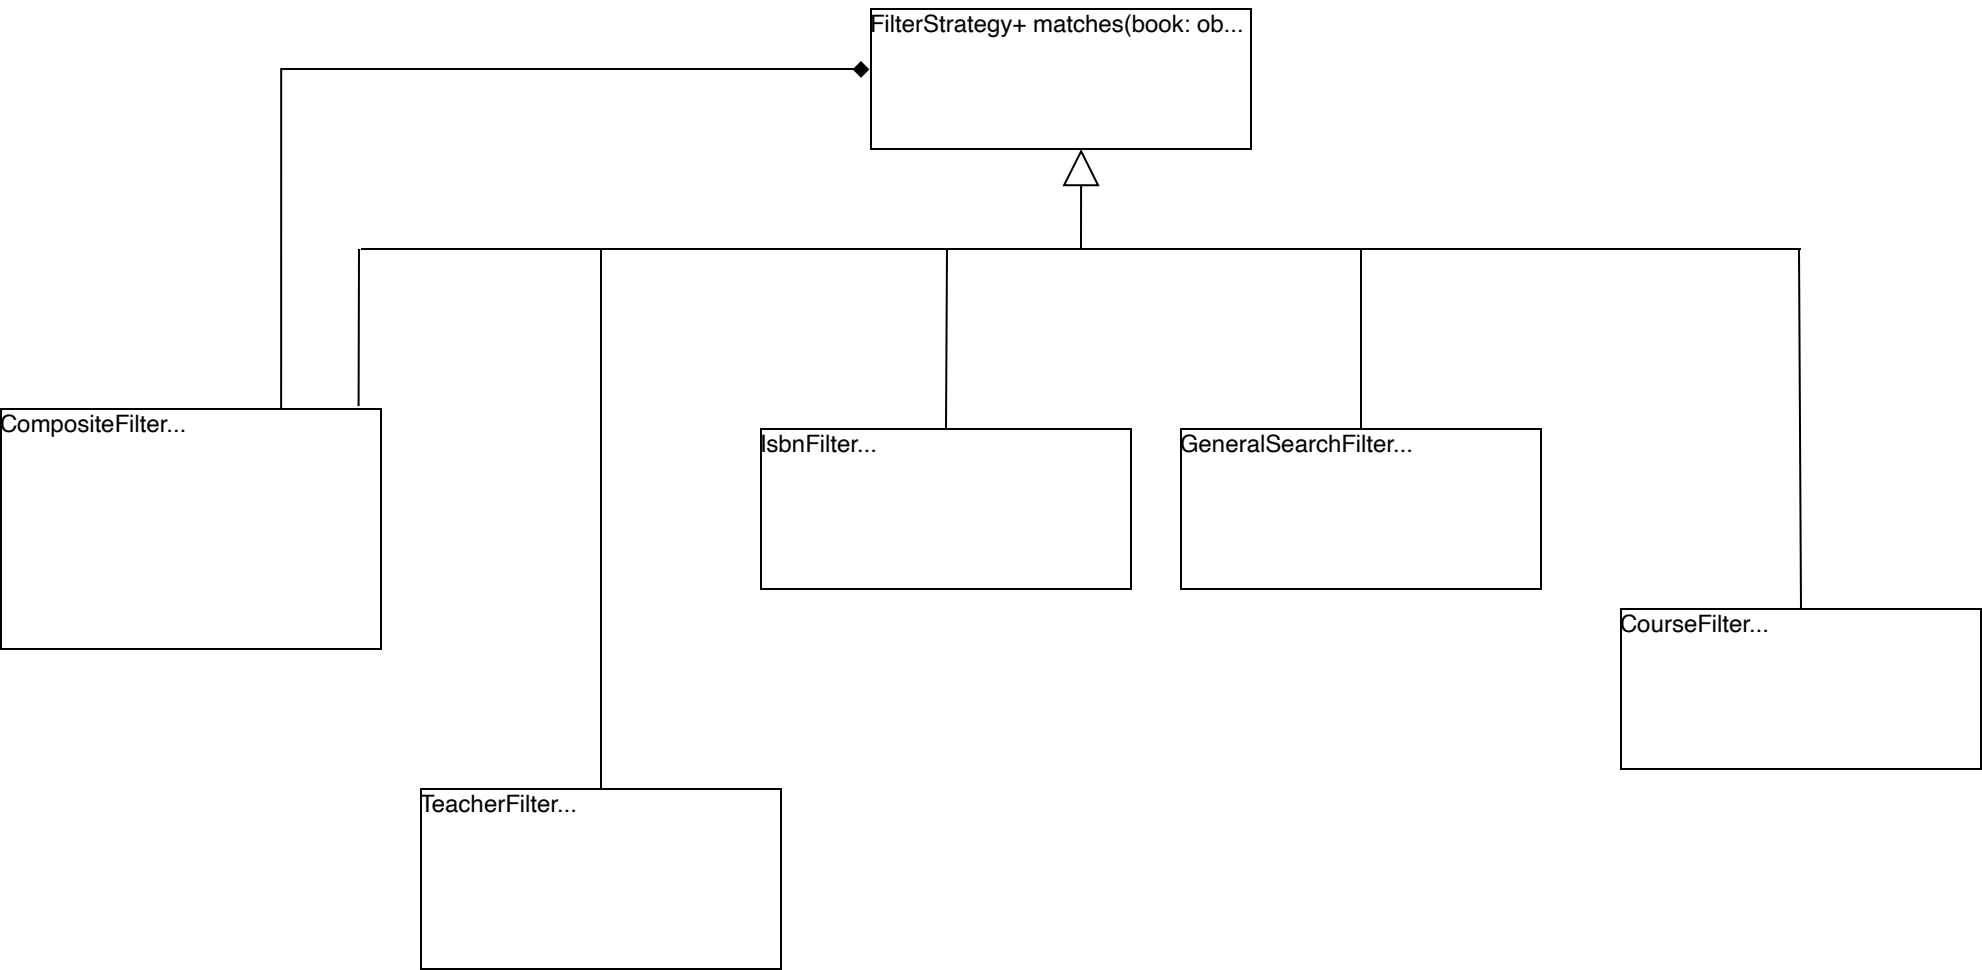 FilterStrategy+ matches(book: ob...
CompositeFilter...
IsbnFilter...
GeneralSearchFilter...
CourseFilter...
TeacherFilter...